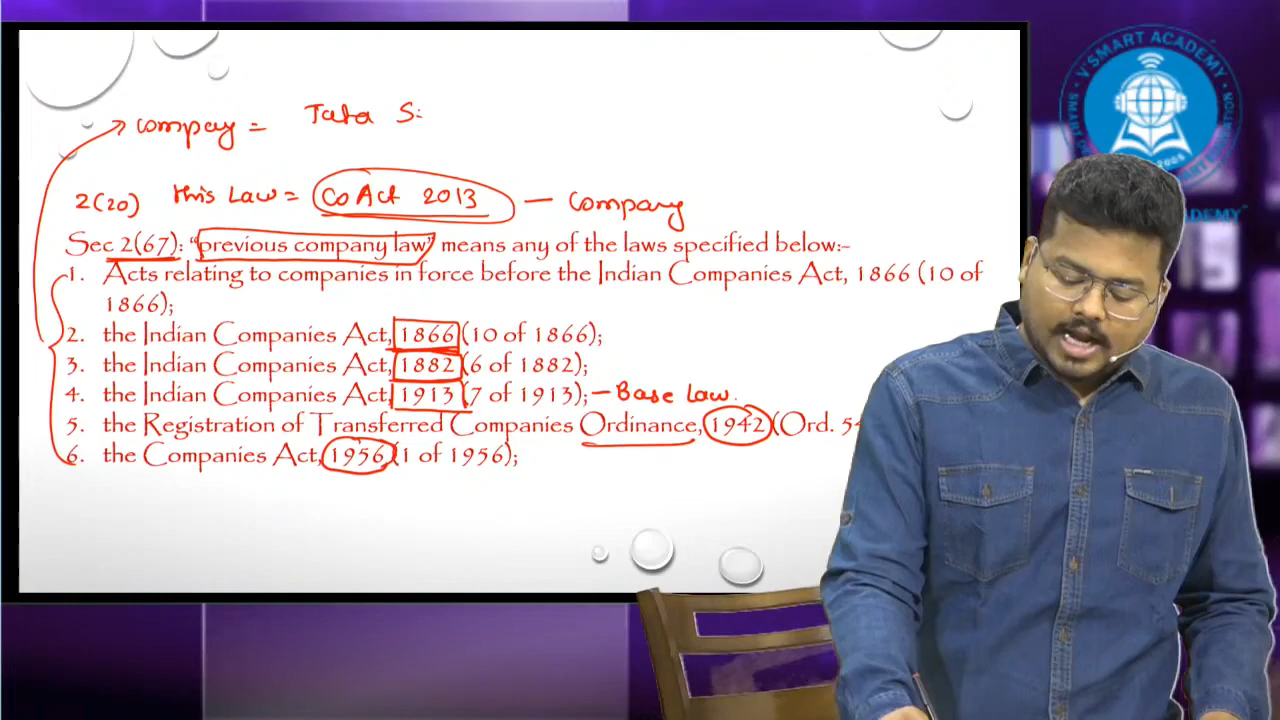 compay = Tata S:
2(20) this Law = Co Act 2013 — Company
Sec 2(67): "previous company law" means any of the laws specified below:-
1. Acts relating to companies in force before the Indian Companies Act, 1866 (10 of
1866);
2. the Indian Companies Act, 1866 (10 of 1866);
3. the Indian Companies Act, 1882 (6 of 1882);
4. the Indian Companies Act, 1913 (7 of 1913); — Base Law.
5. the Registration of Transferred Companies Ordinance, 1942 (Ord. 54
6. the Companies Act, 1956 (1 of 1956);
V'SMART ACADEMY